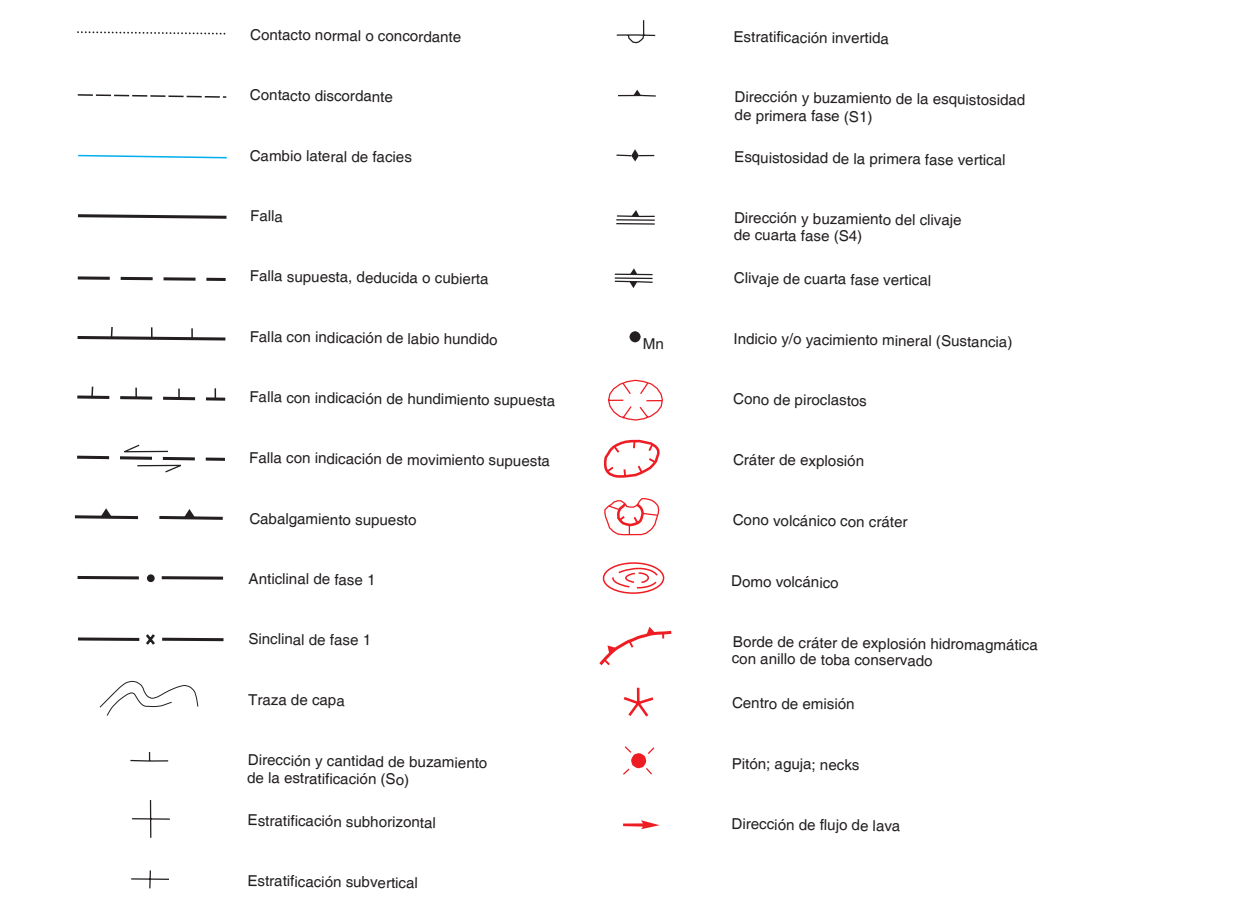 Contacto normal o concordante
Contacto discordante
Cambio lateral de facies
Falla
Falla supuesta, deducida o cubierta
Falla con indicación de labio hundido
Falla con indicación de hundimiento supuesta
Falla con indicación de movimiento supuesta
Cabalgamiento supuesto
Anticlinal de fase 1
Sinclinal de fase 1
Traza de capa
Dirección y cantidad de buzamiento
de la estratificación (So)
Estratificación subhorizontal
Estratificación subvertical
Estratificación invertida
Dirección y buzamiento de la esquistosidad
de primera fase (S1)
Esquistosidad de la primera fase vertical
Dirección y buzamiento del clivaje
de cuarta fase (S4)
Clivaje de cuarta fase vertical
Mn
Indicio y/o yacimiento mineral (Sustancia)
Cono de piroclastos
Cráter de explosión
Cono volcánico con cráter
Domo volcánico
Borde de cráter de explosión hidromagmática
con anillo de toba conservado
Centro de emisión
Pitón; aguja; necks
Dirección de flujo de lava